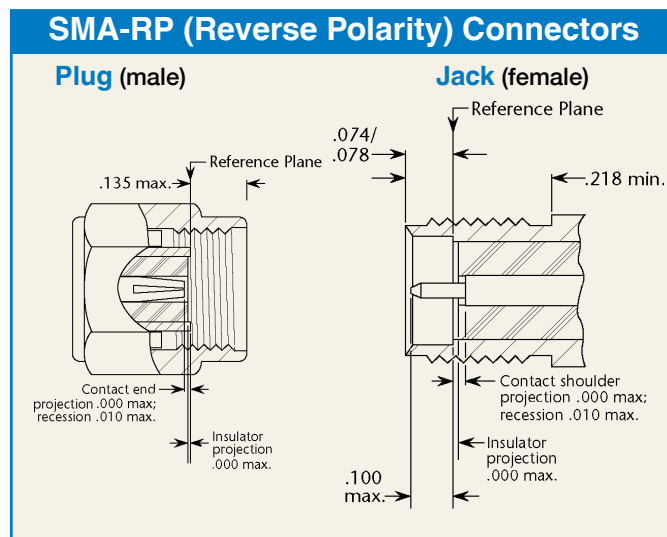 SMA-RP (Reverse Polarity) Connectors
Plug (male)
Reference Plane
.135 max.
Contact end
projection .000 max;
recession .010 max.
Insulator
projection
.000 max.
Jack (female)
Reference Plane
.074/
.078
.218 min.
Contact shoulder
projection .000 max;
recession .010 max.
Insulator
projection
.000 max.
.100
max.